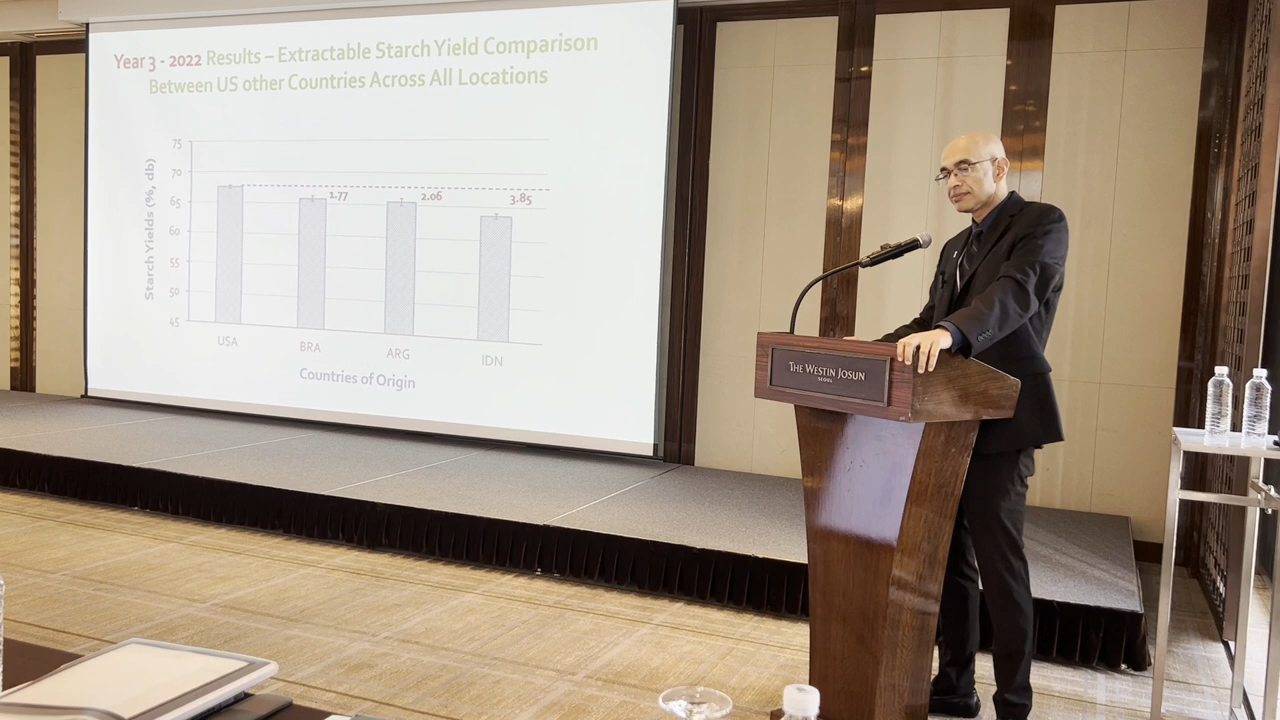 Year 3 - 2022 Results – Extractable Starch Yield Comparison
Between US other Countries Across All Locations
75
70
65
60
55
50
45
Starch Yields (%, db)
1.77
2.06
3.85
USA
BRA
ARG
IDN
Countries of Origin
THE WESTIN JOSUN
SEOUL